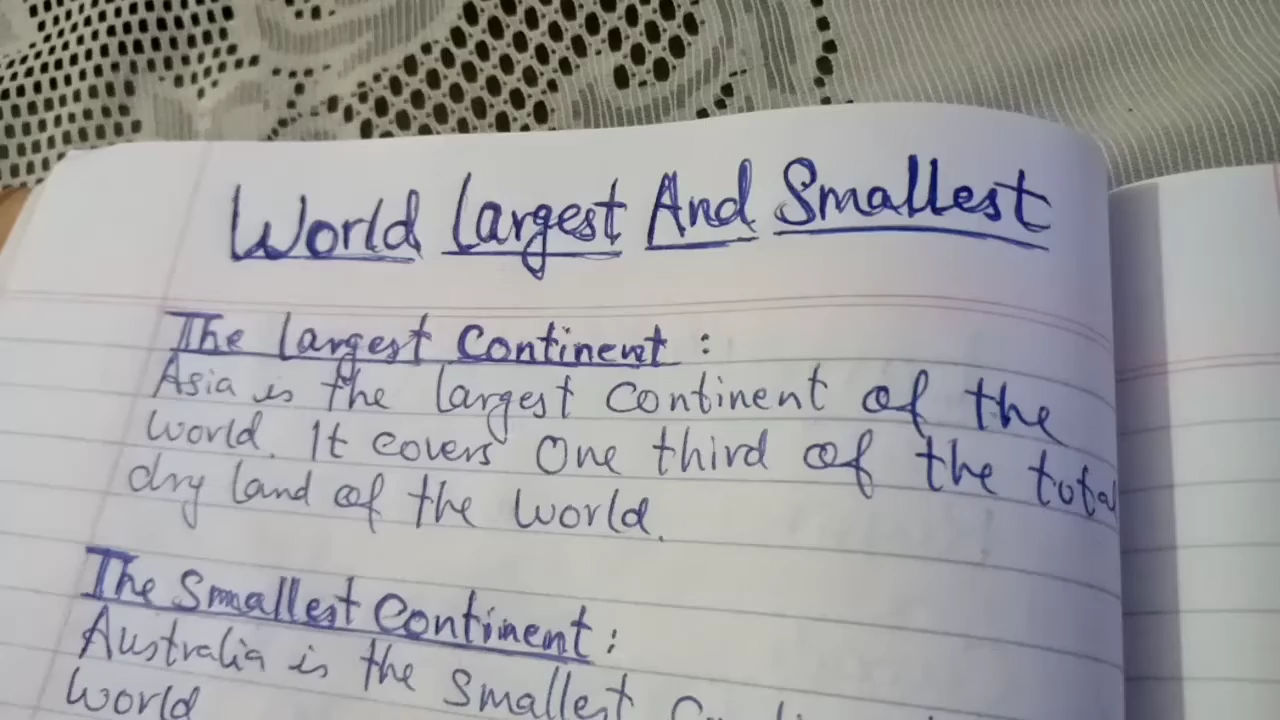 World Largest And Smallest
The Largest Continent :
Asia is the largest Continent of the
world. It covers One third of the total
dry land of the world.
The Smallest Continent :
Australia is the Smallest
World